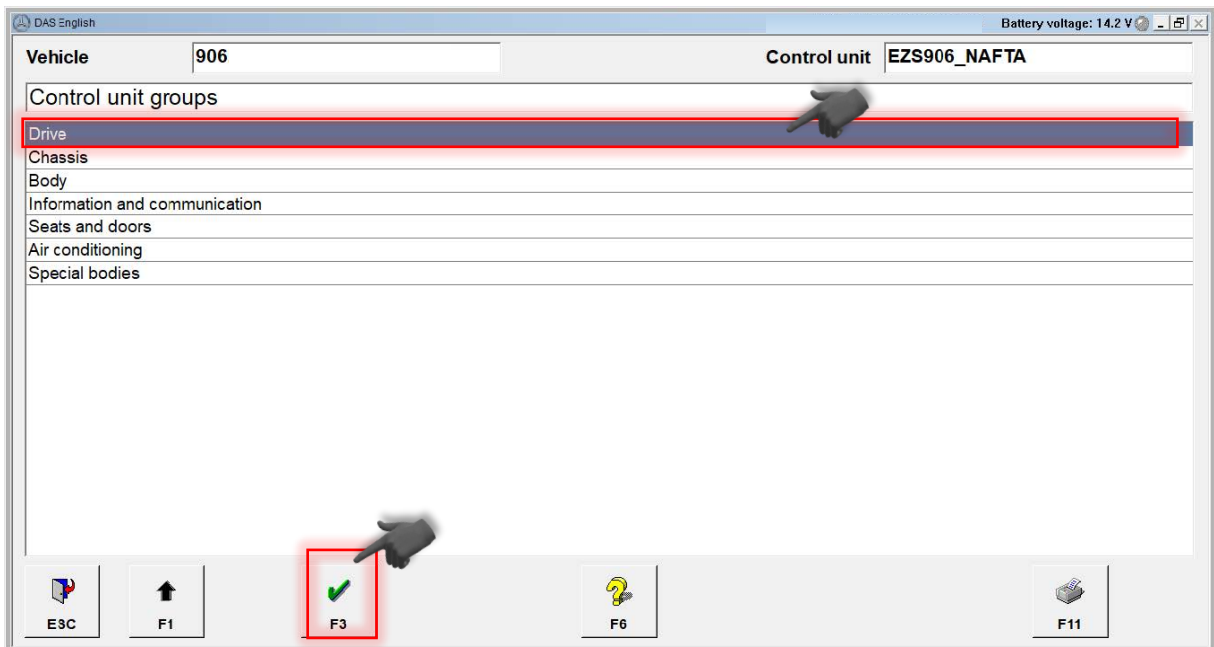 DAS English Battery voltage: 14.2 V
Vehicle 906 Control unit EZS906_NAFTA
Control unit groups
Drive
Chassis
Body
Information and communication
Seats and doors
Air conditioning
Special bodies
ESC F1 F3 F6 F11